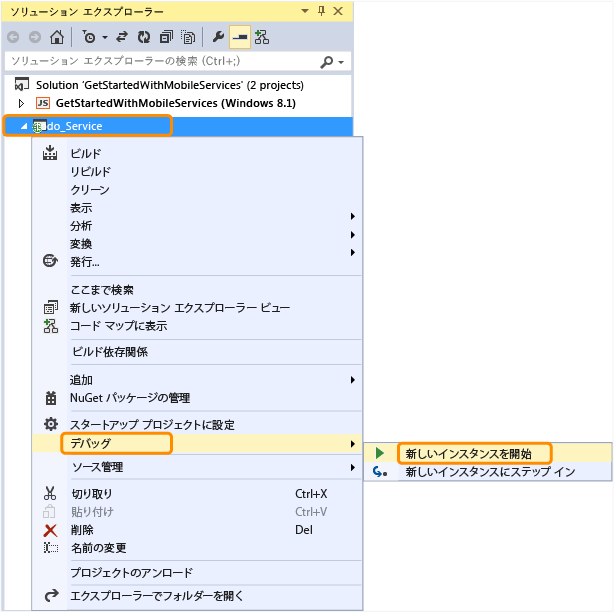 ソリューション エクスプローラー
ソリューション エクスプローラーの検索 (Ctrl+;)
Solution 'GetStartedWithMobileServices' (2 projects)
JS GetStartedWithMobileServices (Windows 8.1)
do_Service
ビルド
リビルド
クリーン
表示
分析
変換
発行...
ここまで検索
新しいソリューション エクスプローラー ビュー
コード マップに表示
ビルド依存関係
追加
NuGet パッケージの管理
スタートアップ プロジェクトに設定
デバッグ
新しいインスタンスを開始
新しいインスタンスにステップ イン
ソース管理
切り取り Ctrl+X
貼り付け Ctrl+V
削除 Del
名前の変更
プロジェクトのアンロード
エクスプローラーでフォルダーを開く